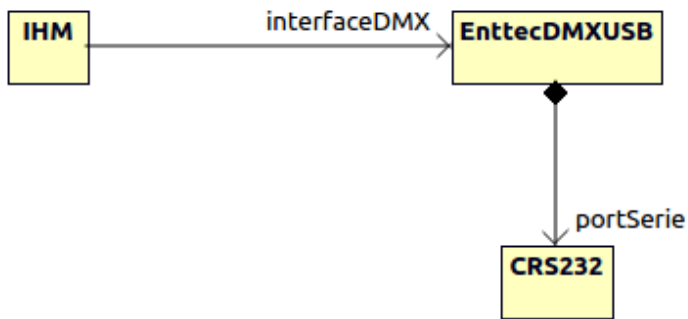 IHM
interfaceDMX
EnttecDMXUSB
portSerie
CRS232